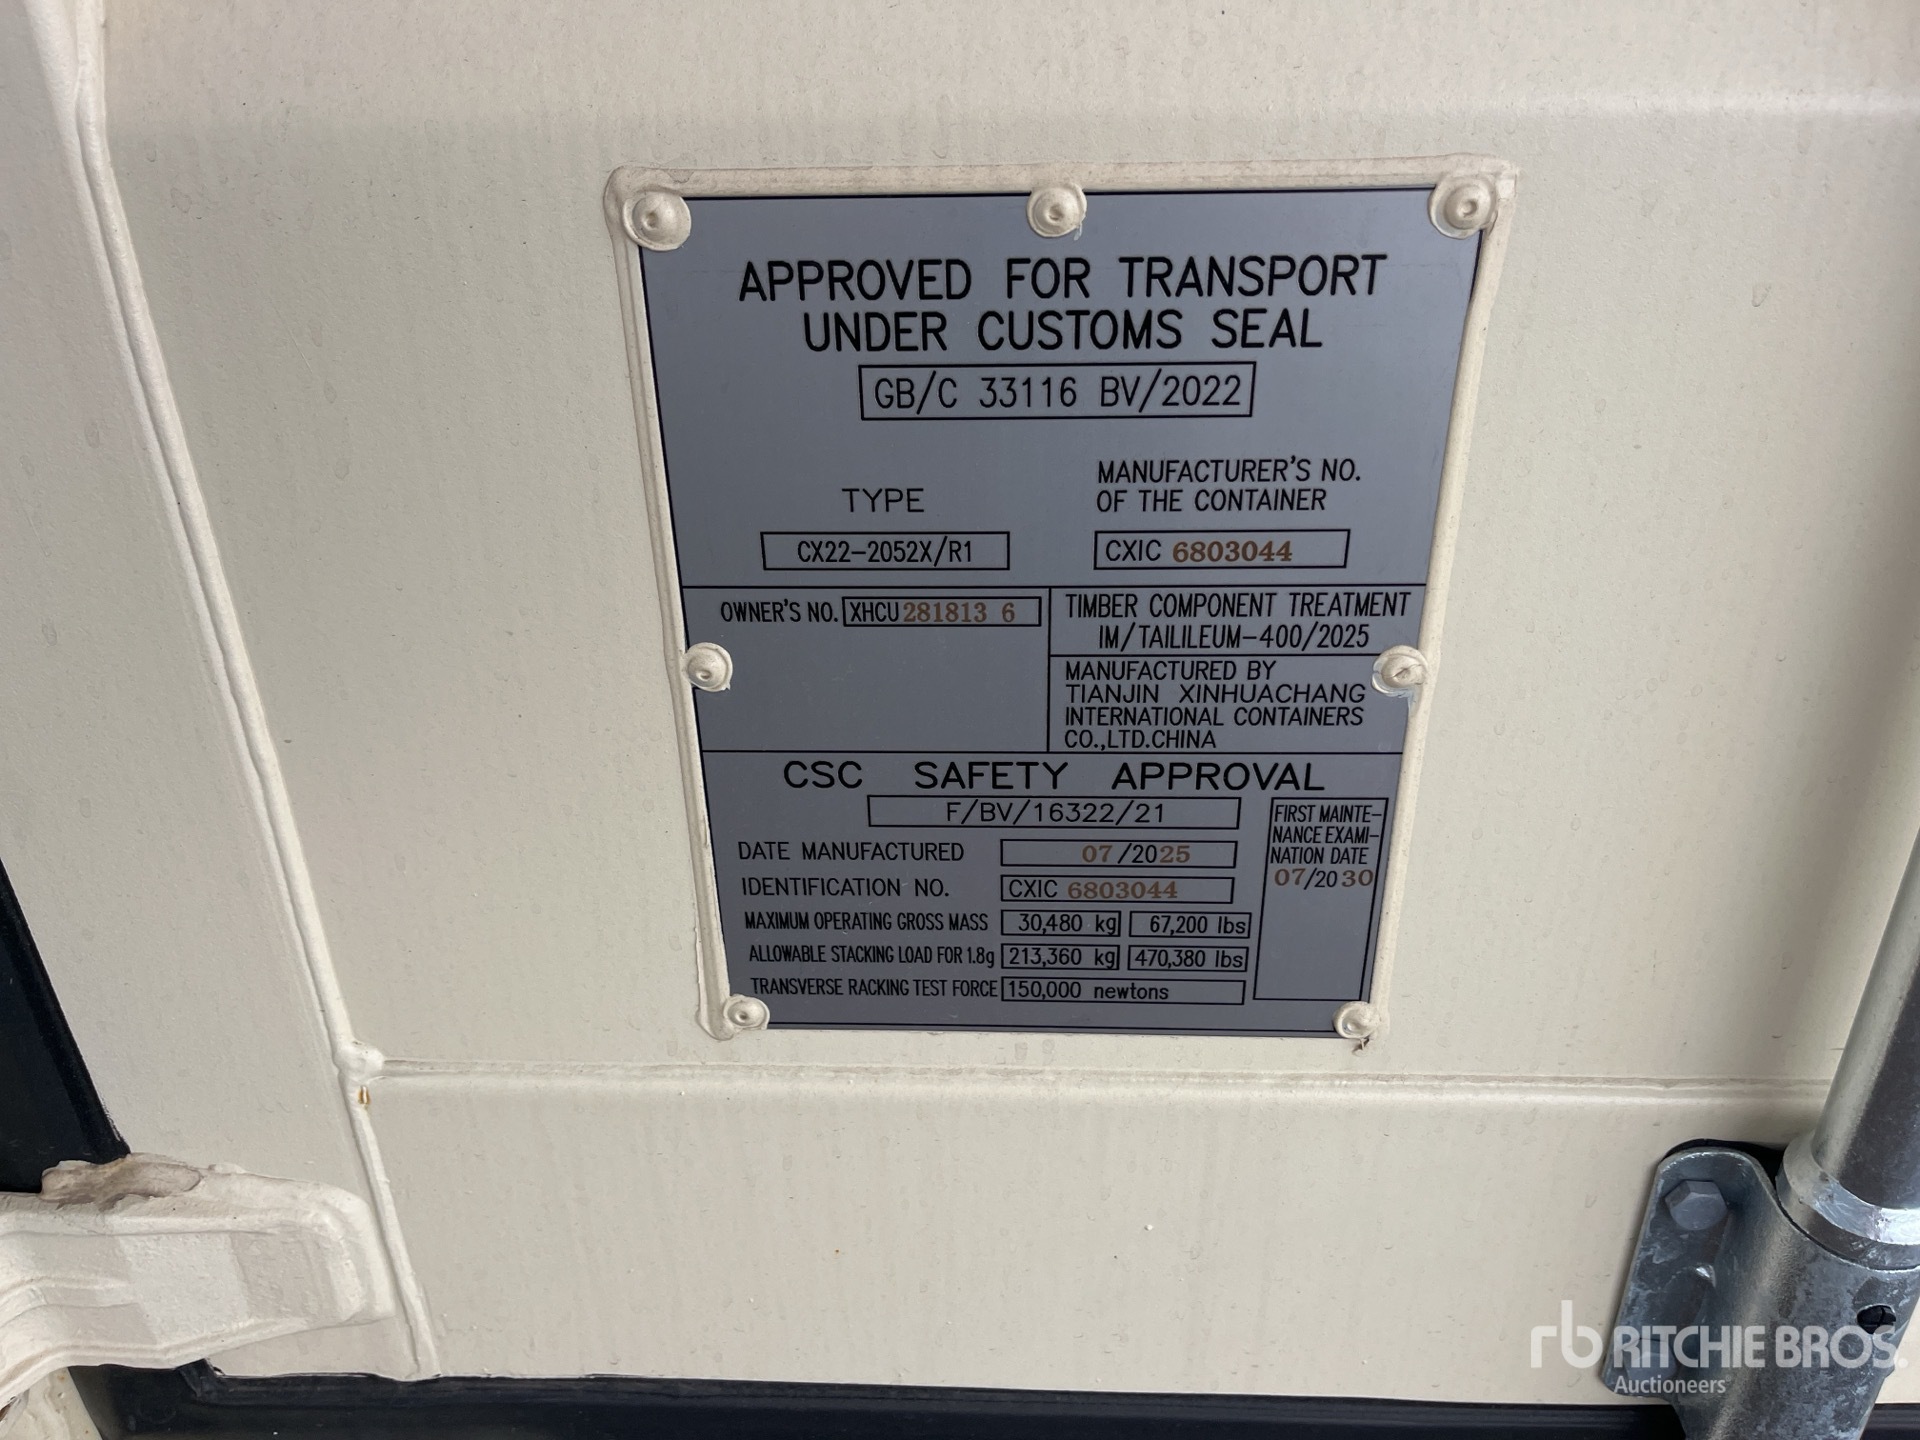 APPROVED FOR TRANSPORT
UNDER CUSTOMS SEAL
GB/C 33116 BV/2022
TYPE
CX22-2052X/R1
MANUFACTURER'S NO.
OF THE CONTAINER
CXIC 6803044
OWNER'S NO. XHCU 281813 6
TIMBER COMPONENT TREATMENT
IM/TAILILEUM-400/2025
MANUFACTURED BY
TIANJIN XINHUACHANG
INTERNATIONAL CONTAINERS
CO.,LTD.CHINA
CSC SAFETY APPROVAL
F/BV/16322/21
DATE MANUFACTURED 07/2025
IDENTIFICATION NO. CXIC 6803044
MAXIMUM OPERATING GROSS MASS 30,480 kg 67,200 lbs
ALLOWABLE STACKING LOAD FOR 1.8g 213,360 kg 470,380 lbs
TRANSVERSE RACKING TEST FORCE 150,000 newtons
FIRST MAINTE-
NANCE EXAMI-
NATION DATE
07/2030
rb RITCHIE BROS.
Auctioneers